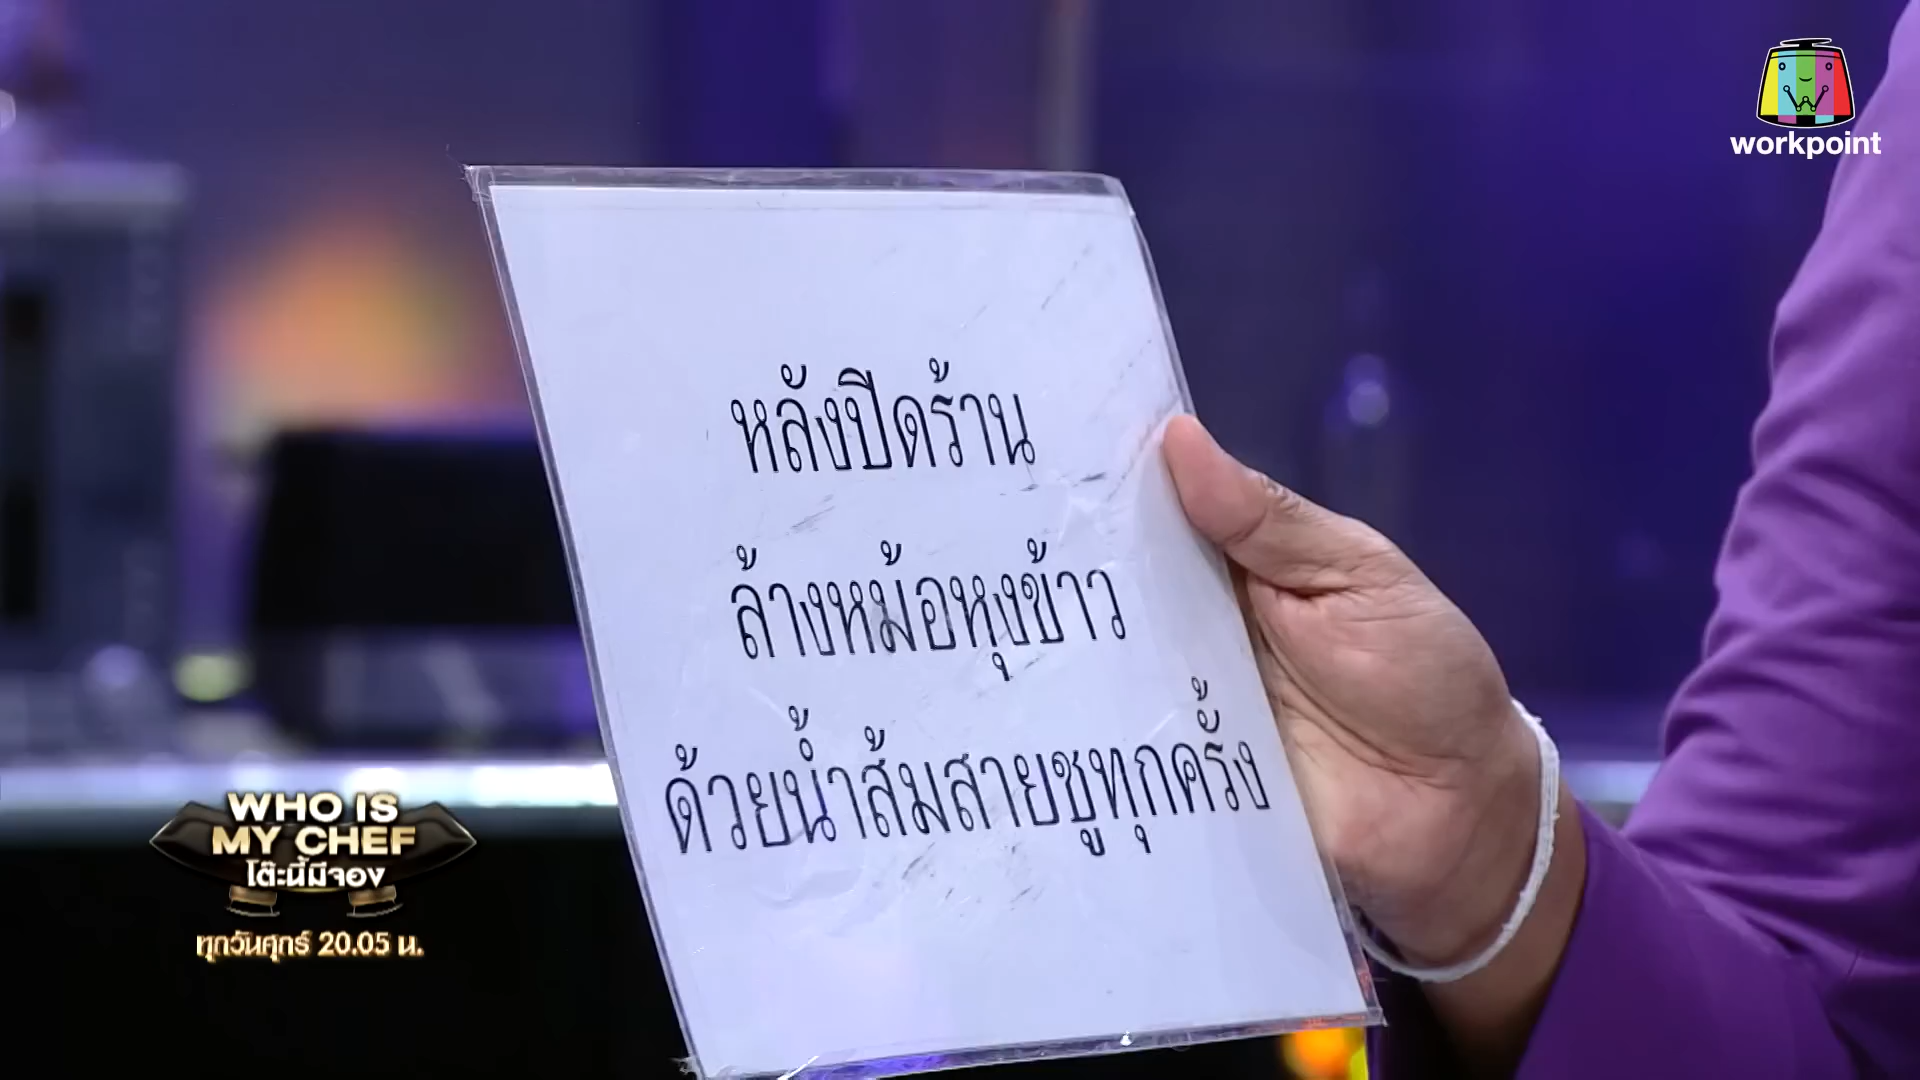 workpoint
หลังปิดร้าน
ล้างหม้อหุงข้าว
ด้วยน้ำส้มสายชูทุกครั้ง
WHO IS
MY CHEF
โต๊ะนี้มีจอง
ทุกวันศุกร์ 20.05 น.